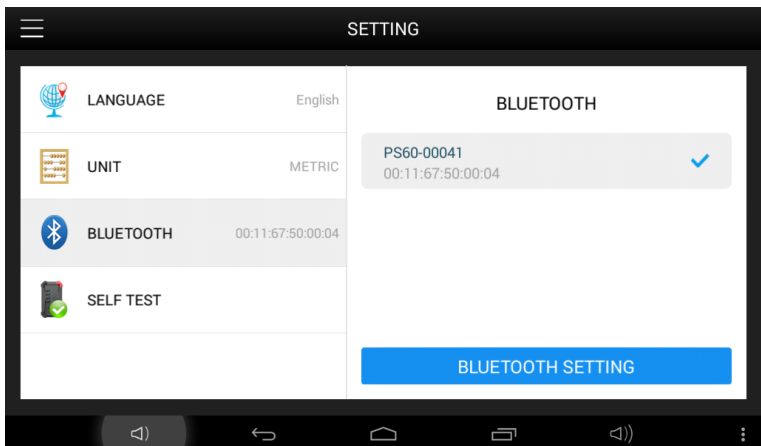 SETTING
LANGUAGE English
UNIT METRIC
BLUETOOTH 00:11:67:50:00:04
SELF TEST
BLUETOOTH
PS60-00041
00:11:67:50:00:04
BLUETOOTH SETTING